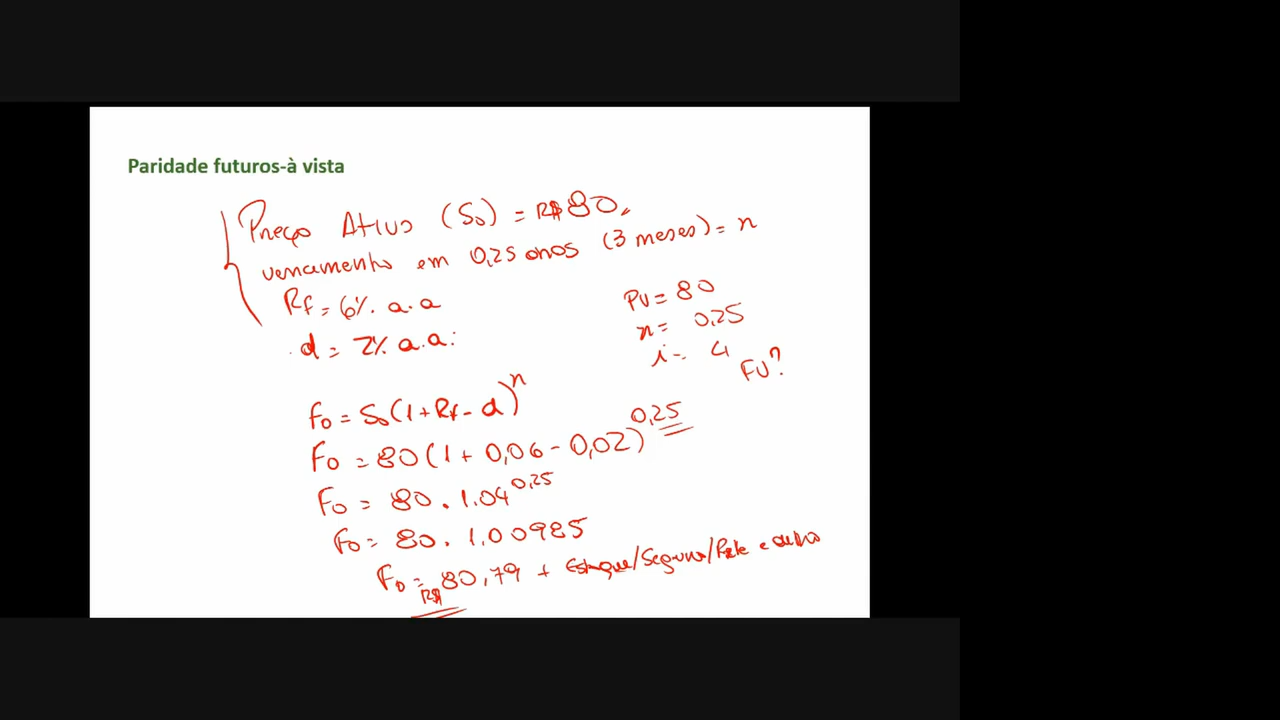 Paridade futuros-à vista
Preço Ativo (S₀) = R$ 80,
vencimento em 0,25 anos (3 meses) = n
Rf = 6% a.a
d = 2% a.a.
PV = 80
n = 0,25
i = 4
FV?
F₀ = S₀(1 + Rf - d)ⁿ
F₀ = 80(1 + 0,06 - 0,02)^0,25
F₀ = 80 . 1.04^0,25
F₀ = 80 . 1.00985
F₀ = R$ 80,79 + Estoque/Seguro/Frete e